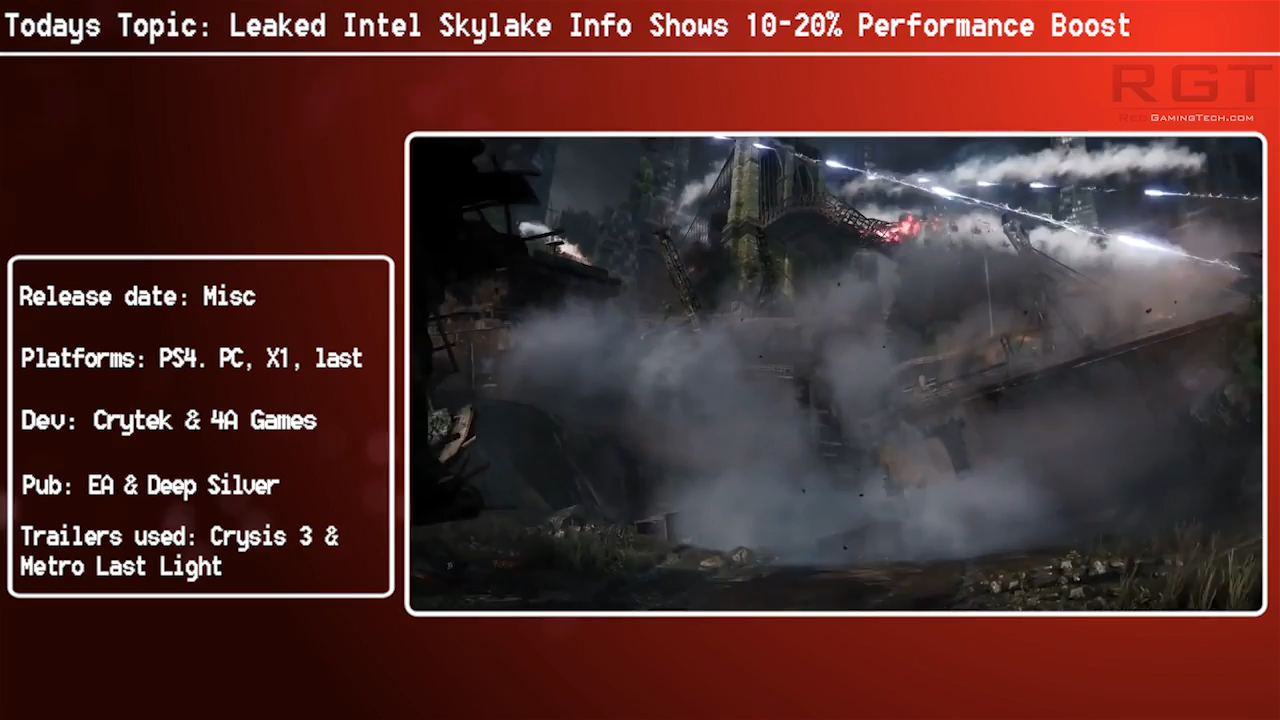 Todays Topic: Leaked Intel Skylake Info Shows 10-20% Performance Boost
RGT
RedGamingTech.com
Release date: Misc
Platforms: PS4. PC, X1, last
Dev: Crytek & 4A Games
Pub: EA & Deep Silver
Trailers used: Crysis 3 &
Metro Last Light